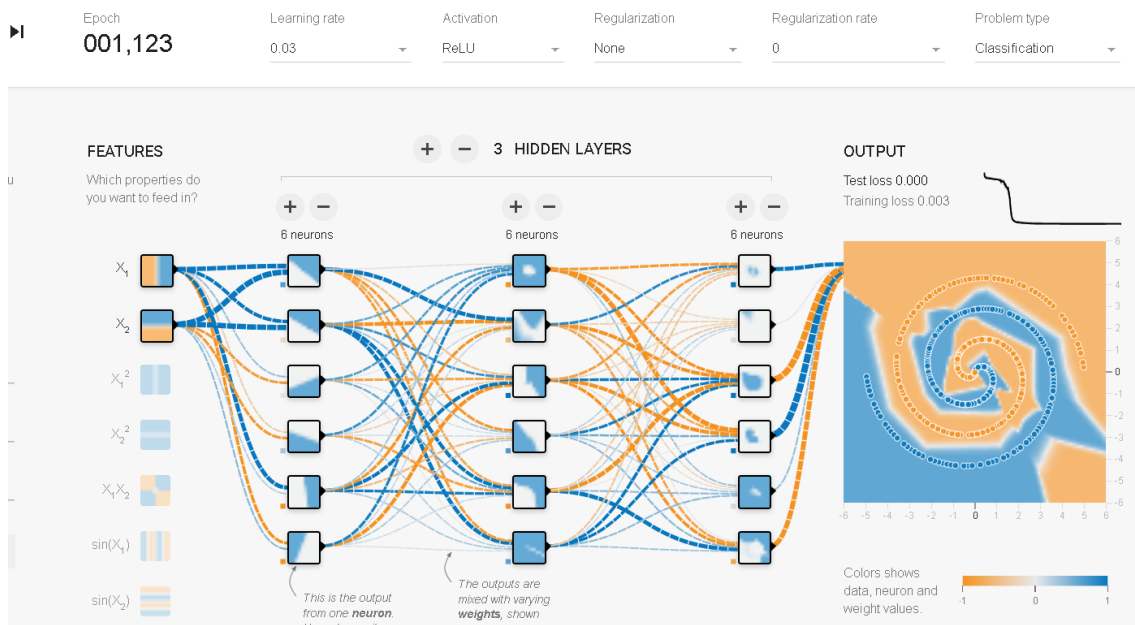 Epoch
001,123
Learning rate
0.03
Activation
ReLU
Regularization
None
Regularization rate
0
Problem type
Classification
u
FEATURES
Which properties do
you want to feed in?
X1
X2
X1²
X2²
X1X2
sin(X1)
sin(X2)
+ − 3 HIDDEN LAYERS
+ −
6 neurons
+ −
6 neurons
+ −
6 neurons
This is the output
from one neuron.
The outputs are
mixed with varying
weights, shown
OUTPUT
Test loss 0.000
Training loss 0.003
6
5
4
3
2
1
0
-1
-2
-3
-4
-5
-6
-6 -5 -4 -3 -2 -1 0 1 2 3 4 5 6
Colors shows
data, neuron and
weight values.
-1 0 1